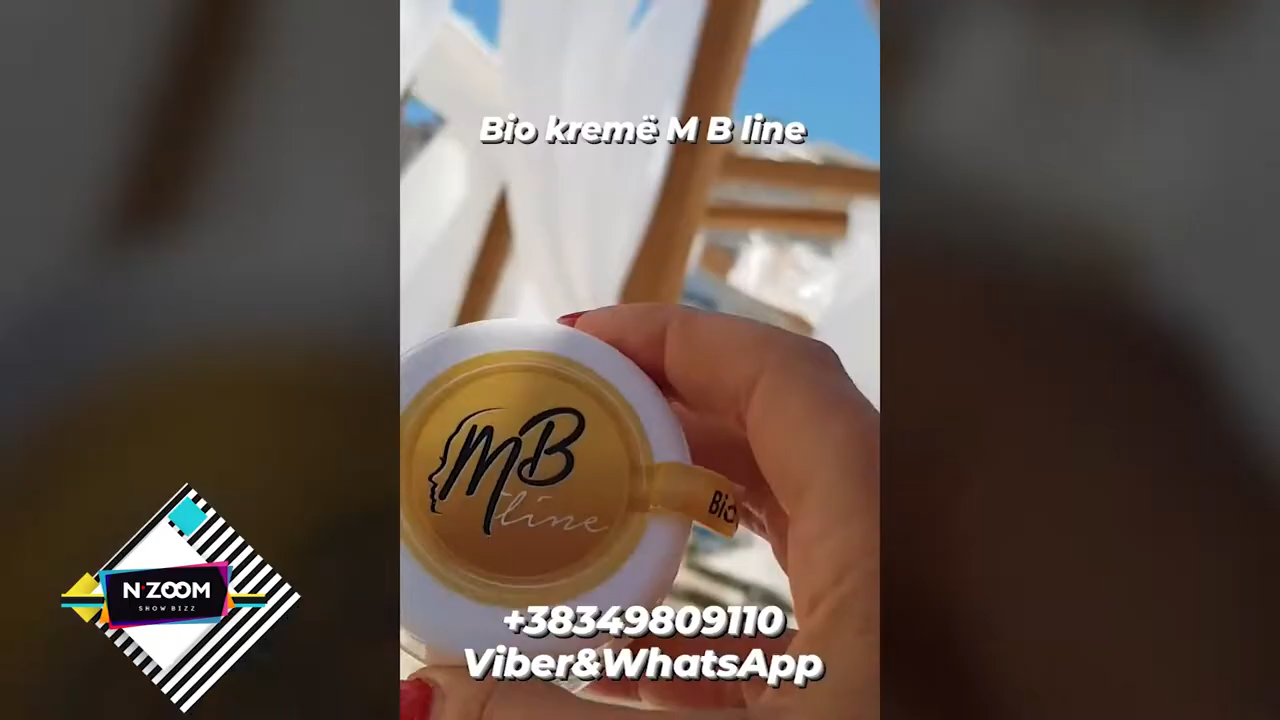 Bio kremë M B line
MB
line
Bio
+38349809110
Viber&WhatsApp
N·ZOOM
SHOW BIZZ